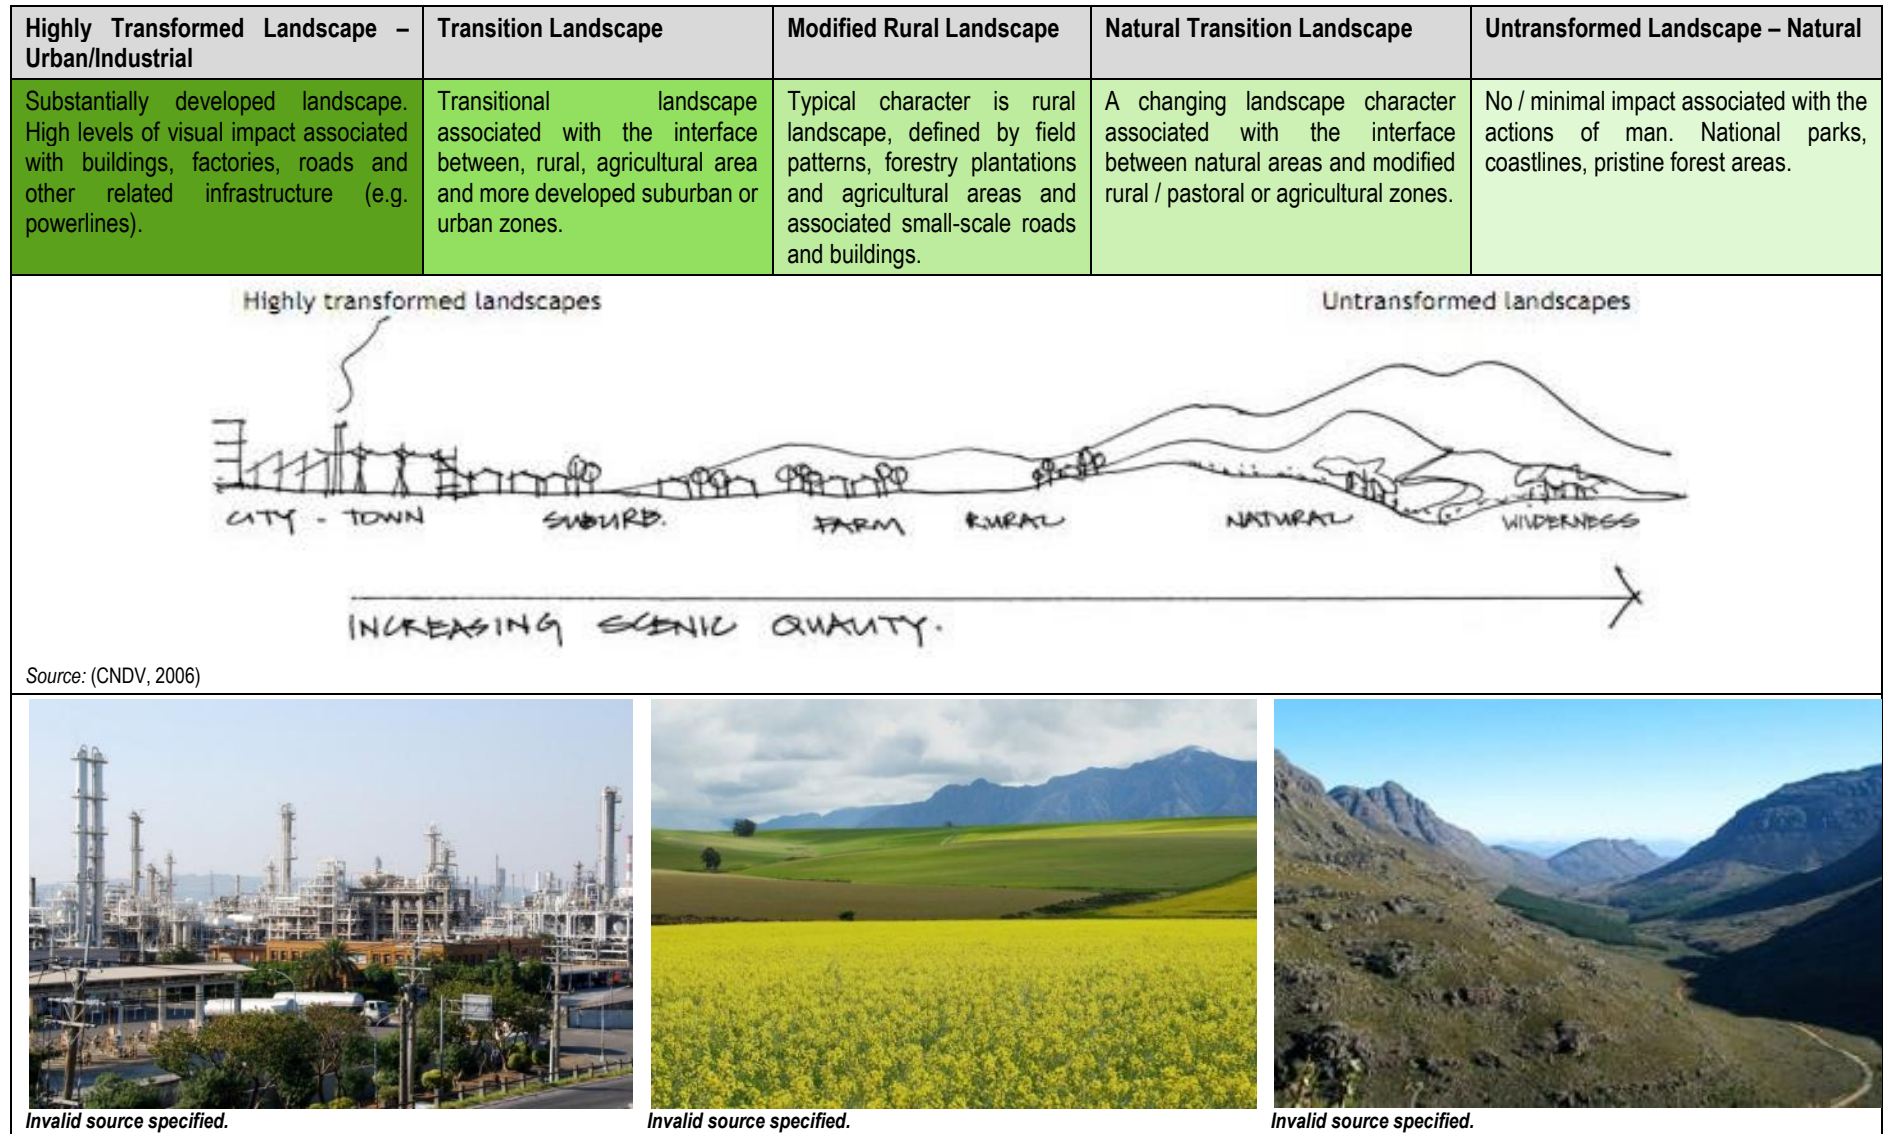 Highly Transformed Landscape –
Urban/Industrial
Transition Landscape
Modified Rural Landscape
Natural Transition Landscape
Untransformed Landscape – Natural
Substantially developed landscape.
High levels of visual impact associated
with buildings, factories, roads and
other related infrastructure (e.g.
powerlines).
Transitional landscape
associated with the interface
between, rural, agricultural area
and more developed suburban or
urban zones.
Typical character is rural
landscape, defined by field
patterns, forestry plantations
and agricultural areas and
associated small-scale roads
and buildings.
A changing landscape character
associated with the interface
between natural areas and modified
rural / pastoral or agricultural zones.
No / minimal impact associated with the
actions of man. National parks,
coastlines, pristine forest areas.
Highly transformed landscapes
Untransformed landscapes
CITY - TOWN
SUBURB.
FARM
RURAL
NATURAL
WILDERNESS
INCREASING SCENIC QUALITY.
Source: (CNDV, 2006)
Invalid source specified.
Invalid source specified.
Invalid source specified.